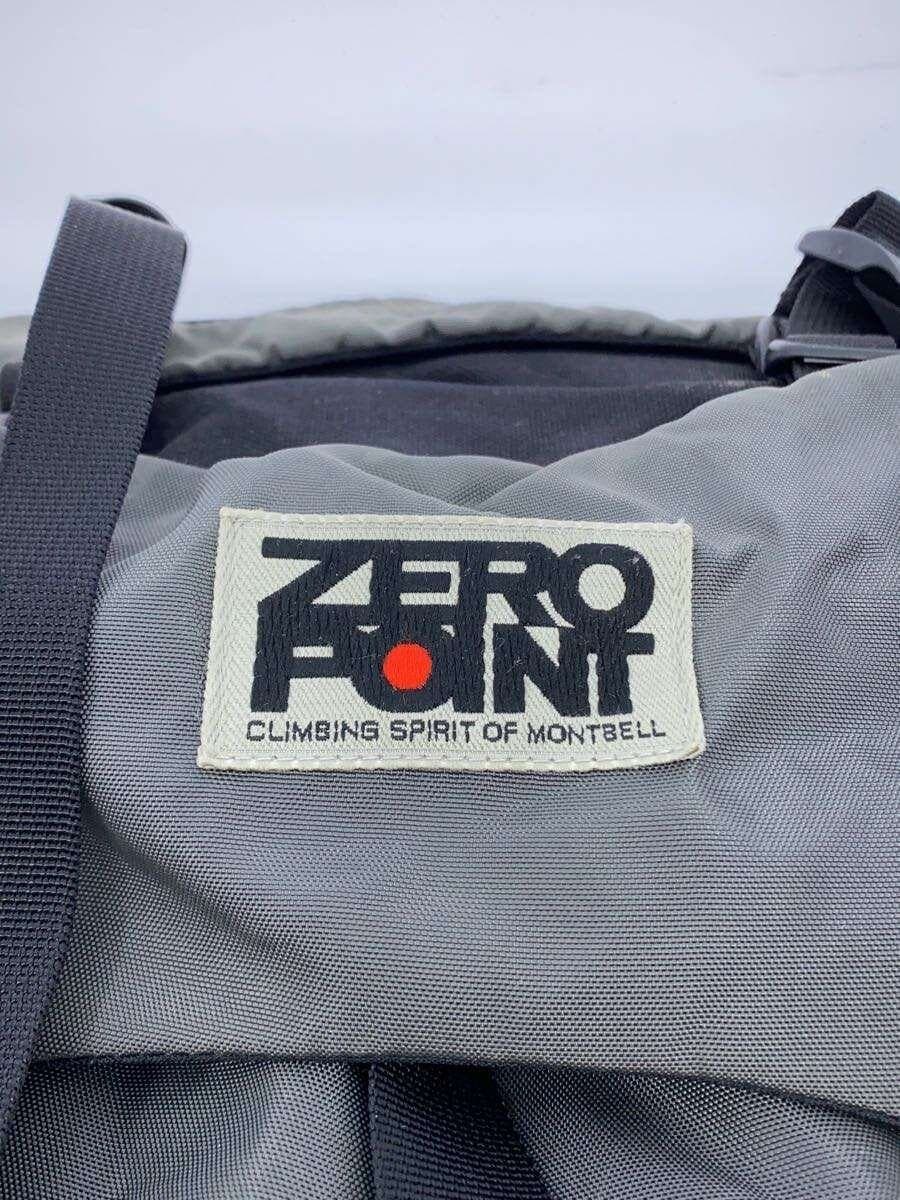 ZERO
POINT
CLIMBING SPIRIT OF MONTBELL